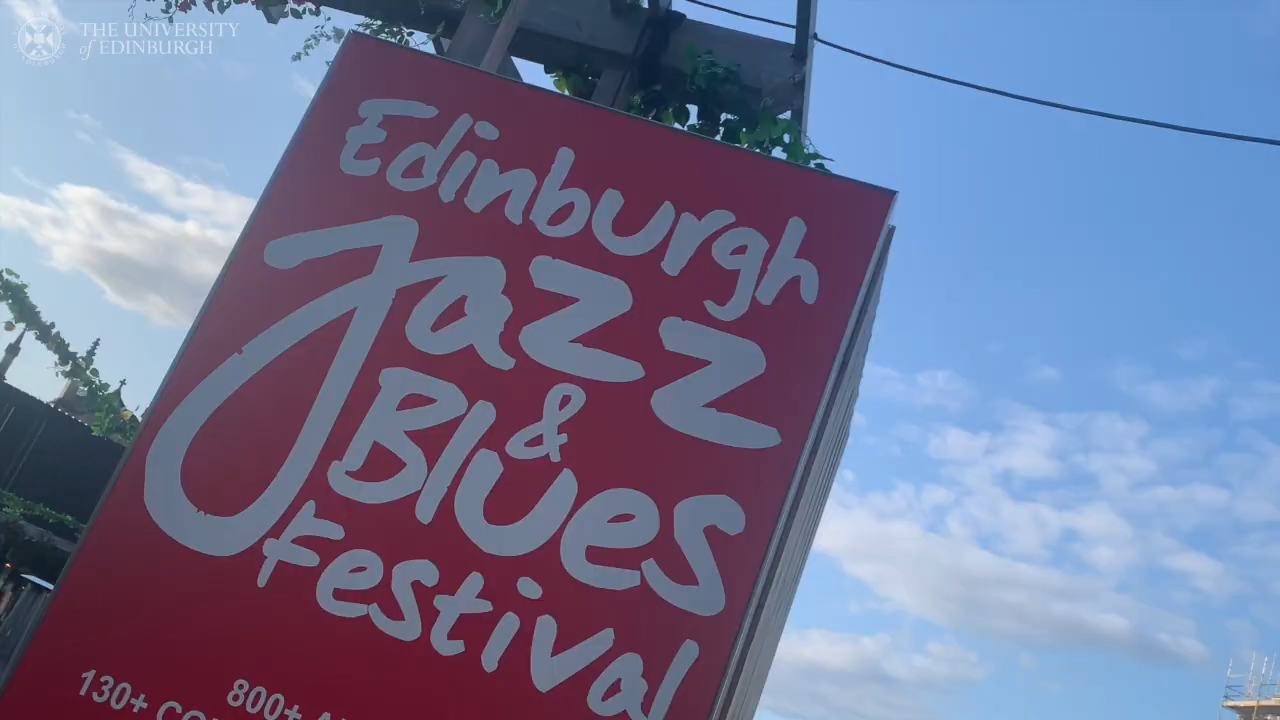 THE UNIVERSITY
of EDINBURGH
Edinburgh
Jazz
& Blues
Festival
800+
130+